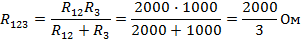 R₁₂₃ = R₁₂R₃ / (R₁₂ + R₃) = 2000 · 1000 / (2000 + 1000) = 2000 / 3 Ом